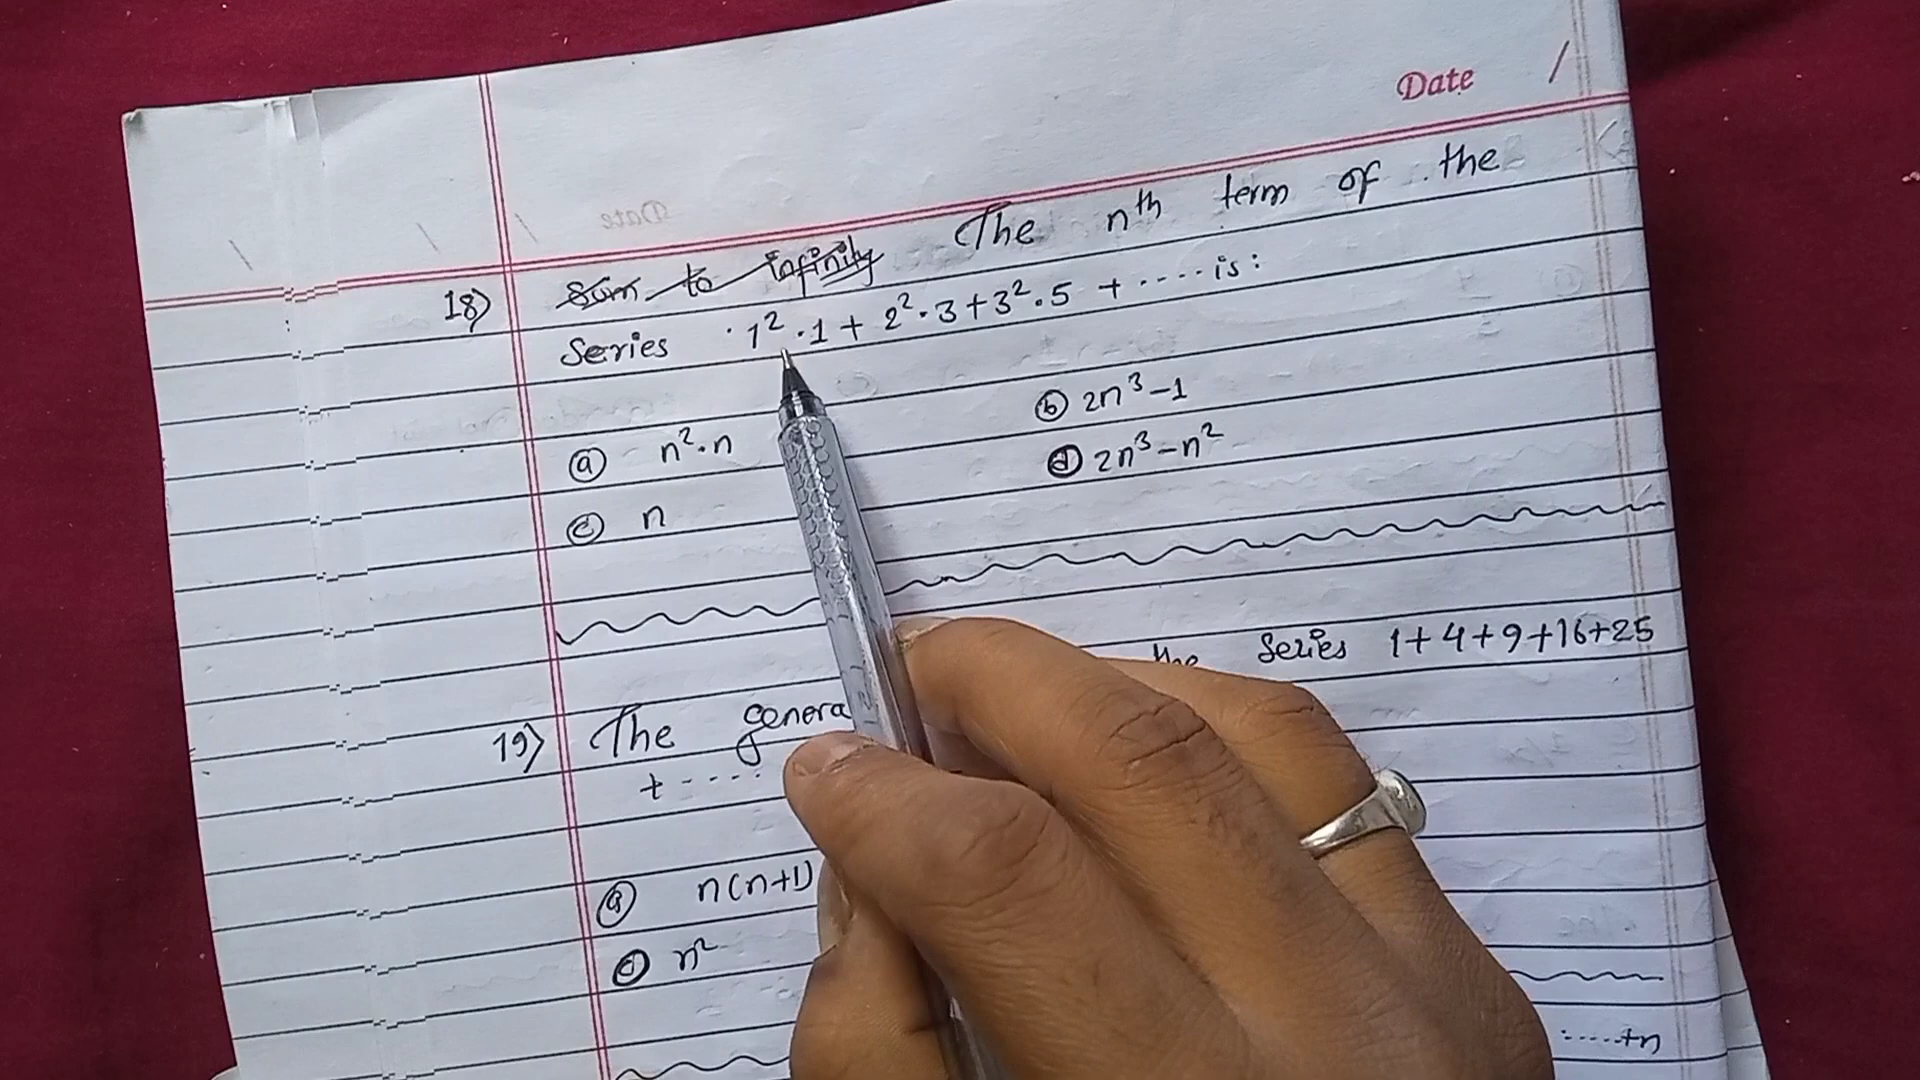 Date /
18) Sum to Infinity The nth term of the
Series 1² · 1 + 2² · 3 + 3² · 5 + ..... is :
ⓐ n² · n ⓑ 2n³ – 1
ⓒ n ⓓ 2n³ – n²
19) The the Series 1 + 4 + 9 + 16 + 25
+ ----
ⓐ n(n+1)
ⓒ n²
.....+n